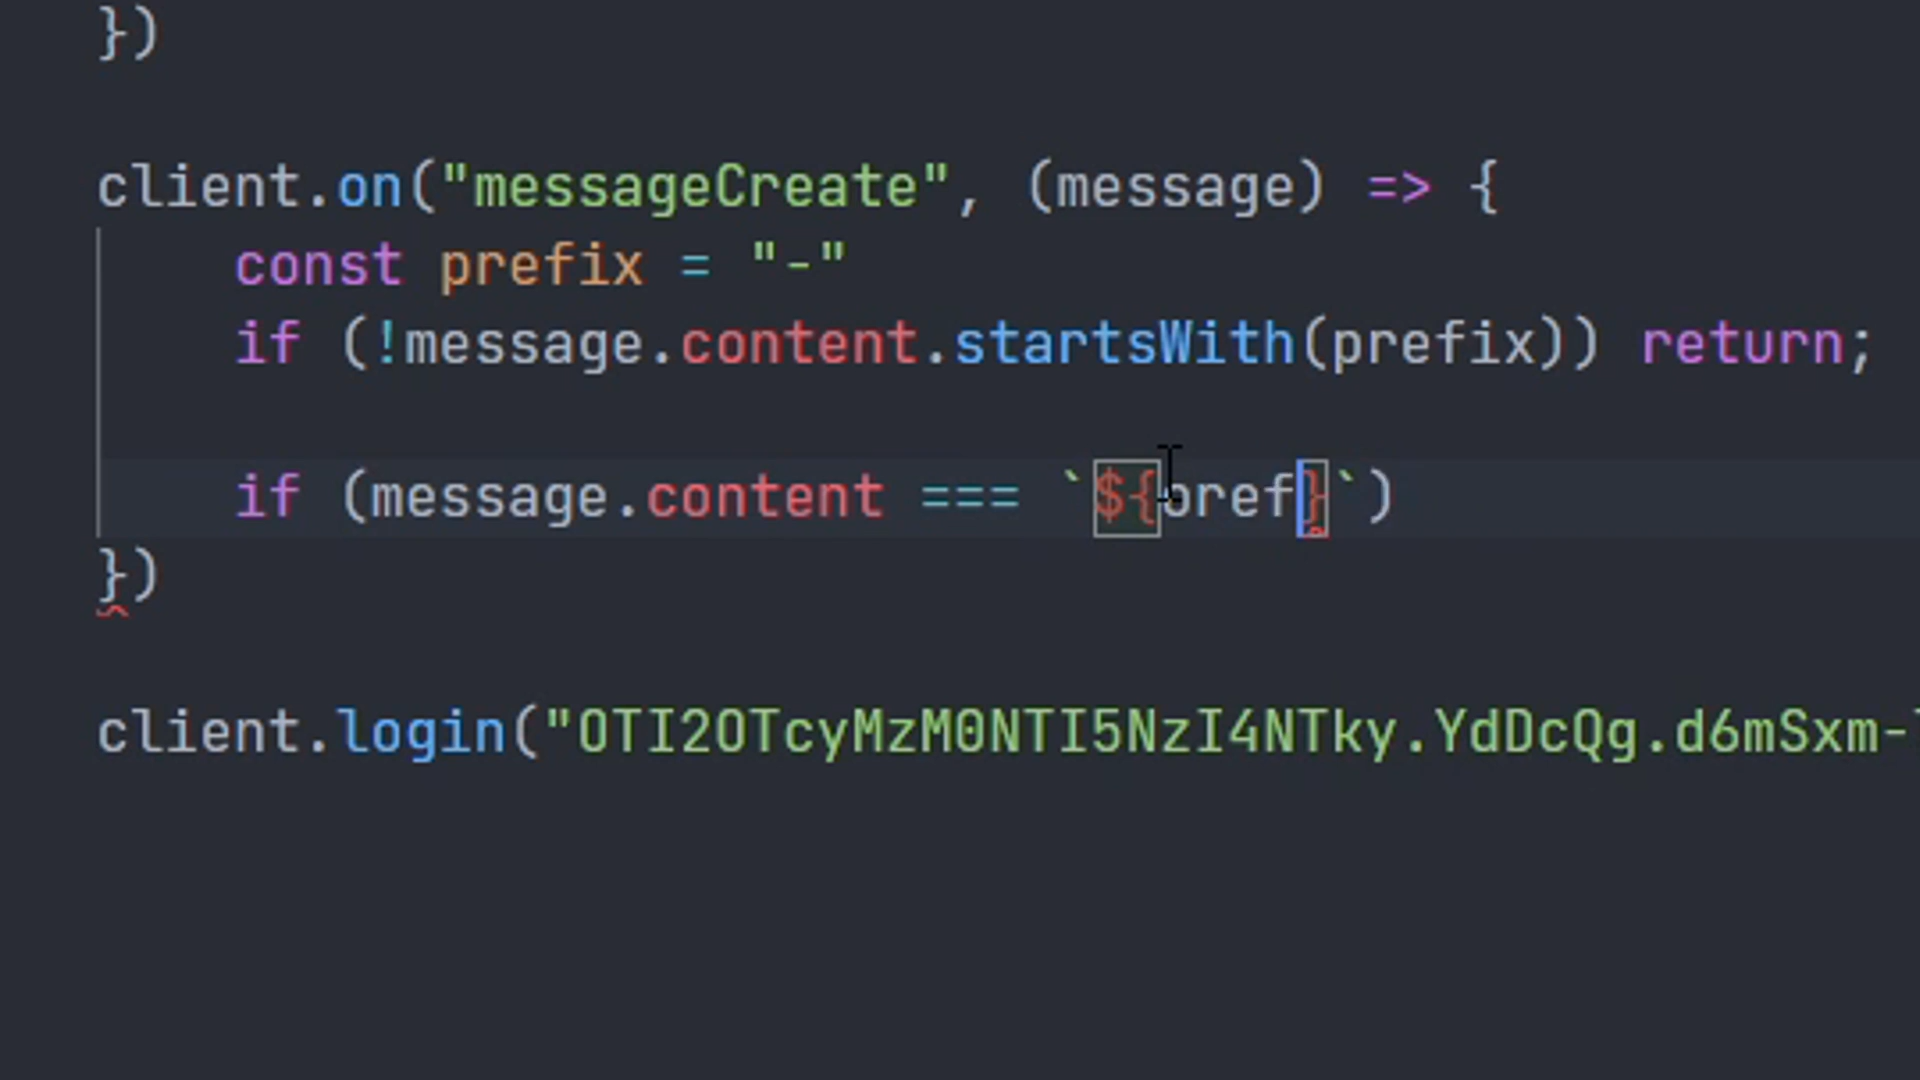 })
client.on("messageCreate", (message) => {
const prefix = "-"
if (!message.content.startsWith(prefix)) return;
if (message.content === `${pref}`)
})
client.login("OTI2OTcyMzM0NTI5NzI4NTky.YdDcQg.d6mSxm-